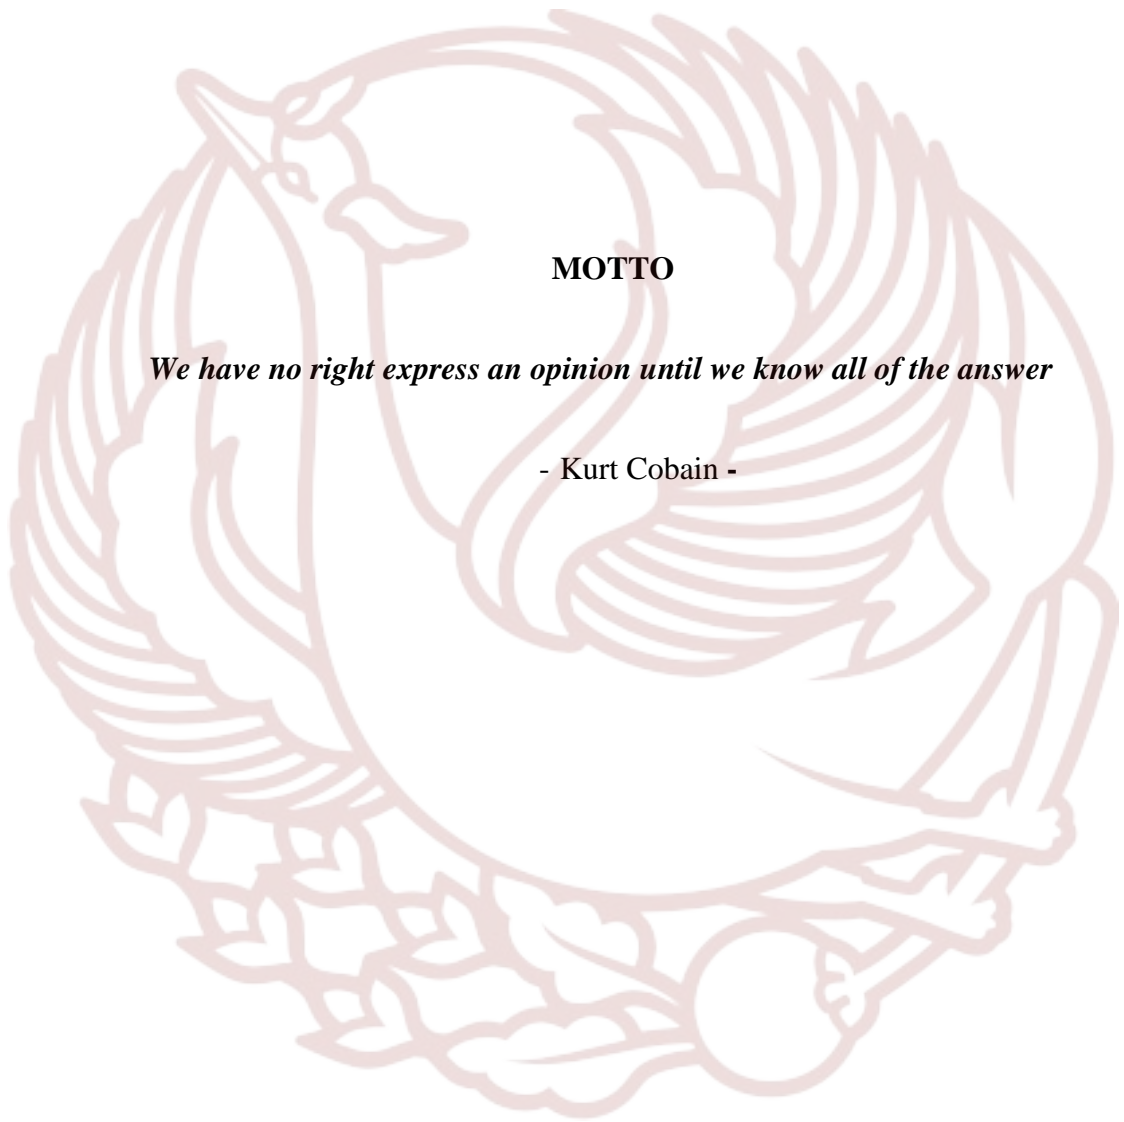 MOTTO
We have no right express an opinion until we know all of the answer
- Kurt Cobain -